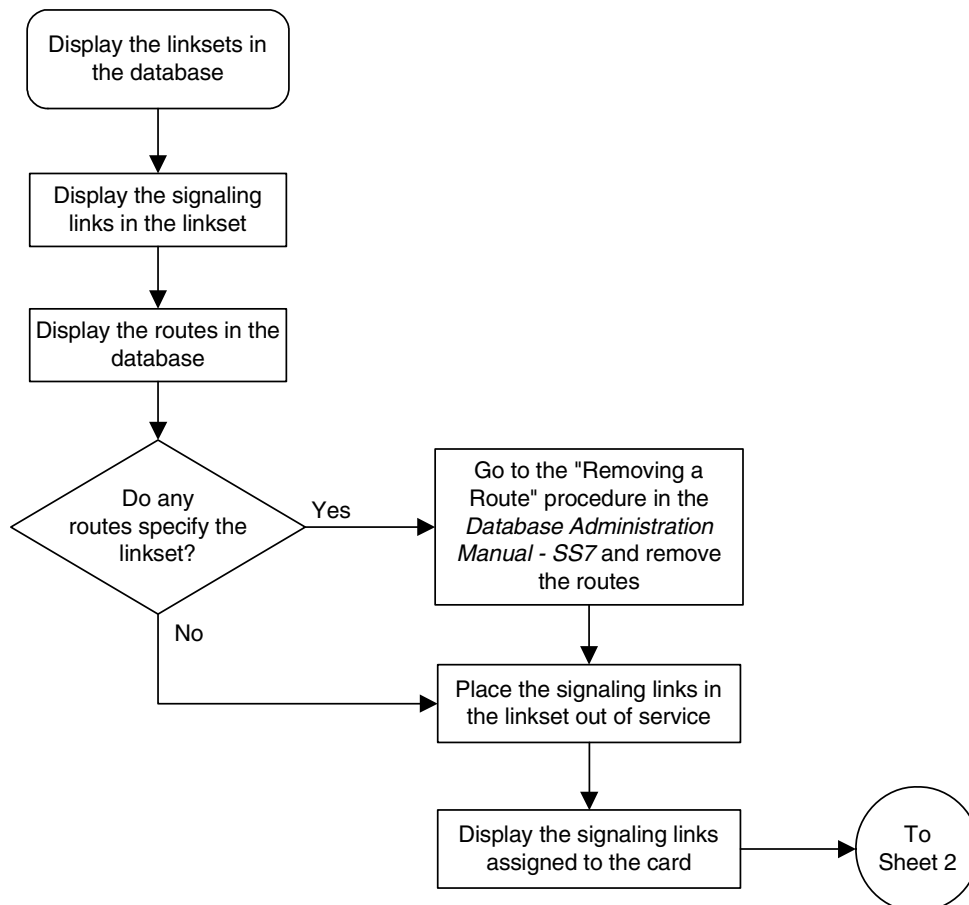 Display the linksets in
the database
Display the signaling
links in the linkset
Display the routes in the
database
Do any
routes specify the
linkset?
Yes
No
Go to the "Removing a
Route" procedure in the
Database Administration
Manual - SS7 and remove
the routes
Place the signaling links in
the linkset out of service
Display the signaling links
assigned to the card
To
Sheet 2